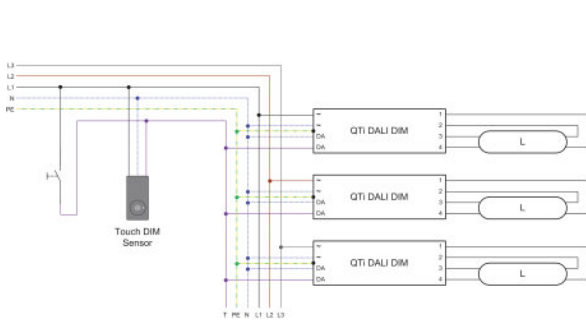 L3
L2
L1
N
PE
~
~
DA
DA
QTi DALI DIM
1
2
3
4
L
~
~
DA
DA
QTi DALI DIM
1
2
3
4
L
Touch DIM
Sensor
~
~
DA
DA
QTi DALI DIM
1
2
3
4
L
T PE N L1 L2 L3